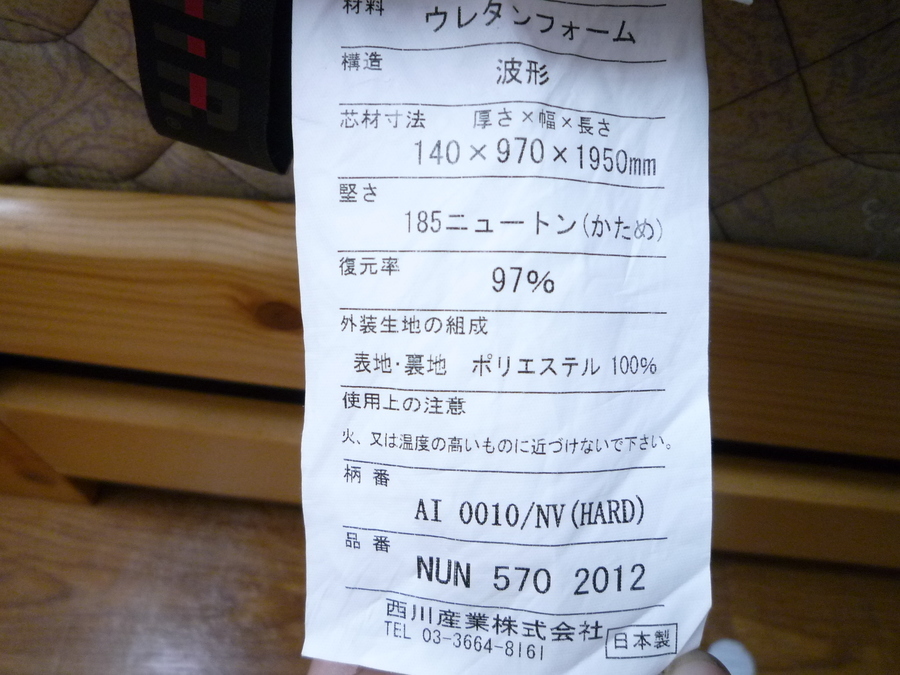 材料
ウレタンフォーム
構造
波形
芯材寸法 厚さ×幅×長さ
140×970×1950mm
堅さ
185ニュートン(かため)
復元率
97%
外装生地の組成
表地・裏地 ポリエステル 100%
使用上の注意
火、又は温度の高いものに近づけないで下さい。
柄番
AI 0010/NV(HARD)
品番
NUN 570 2012
西川産業株式会社
TEL 03-3664-8161 日本製